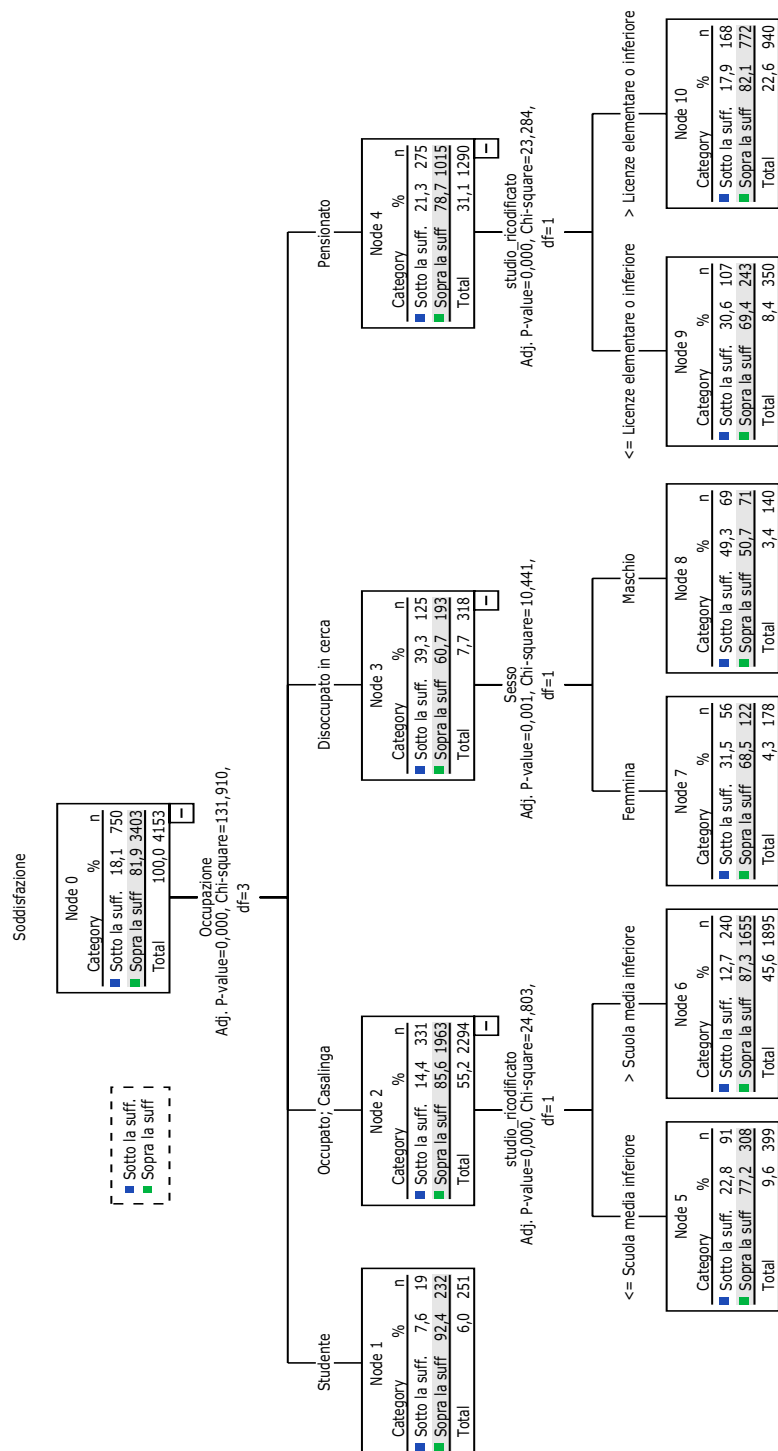 Soddisfazione
Sotto la suff.
Sopra la suff
Node 0
Category % n
Sotto la suff. 18,1 750
Sopra la suff 81,9 3403
Total 100,0 4153
Occupazione
Adj. P-value=0,000, Chi-square=131,910,
df=3
Studente
Node 1
Category % n
Sotto la suff. 7,6 19
Sopra la suff 92,4 232
Total 6,0 251
Occupato; Casalinga
Node 2
Category % n
Sotto la suff. 14,4 331
Sopra la suff 85,6 1963
Total 55,2 2294
studio_ricodificato
Adj. P-value=0,000, Chi-square=24,803,
df=1
Disoccupato in cerca
Node 3
Category % n
Sotto la suff. 39,3 125
Sopra la suff 60,7 193
Total 7,7 318
Sesso
Adj. P-value=0,001, Chi-square=10,441,
df=1
Pensionato
Node 4
Category % n
Sotto la suff. 21,3 275
Sopra la suff 78,7 1015
Total 31,1 1290
studio_ricodificato
Adj. P-value=0,000, Chi-square=23,284,
df=1
<= Scuola media inferiore
Node 5
Category % n
Sotto la suff. 22,8 91
Sopra la suff 77,2 308
Total 9,6 399
> Scuola media inferiore
Node 6
Category % n
Sotto la suff. 12,7 240
Sopra la suff 87,3 1655
Total 45,6 1895
Femmina
Node 7
Category % n
Sotto la suff. 31,5 56
Sopra la suff 68,5 122
Total 4,3 178
Maschio
Node 8
Category % n
Sotto la suff. 49,3 69
Sopra la suff 50,7 71
Total 3,4 140
<= Licenze elementare o inferiore
Node 9
Category % n
Sotto la suff. 30,6 107
Sopra la suff 69,4 243
Total 8,4 350
> Licenze elementare o inferiore
Node 10
Category % n
Sotto la suff. 17,9 168
Sopra la suff 82,1 772
Total 22,6 940